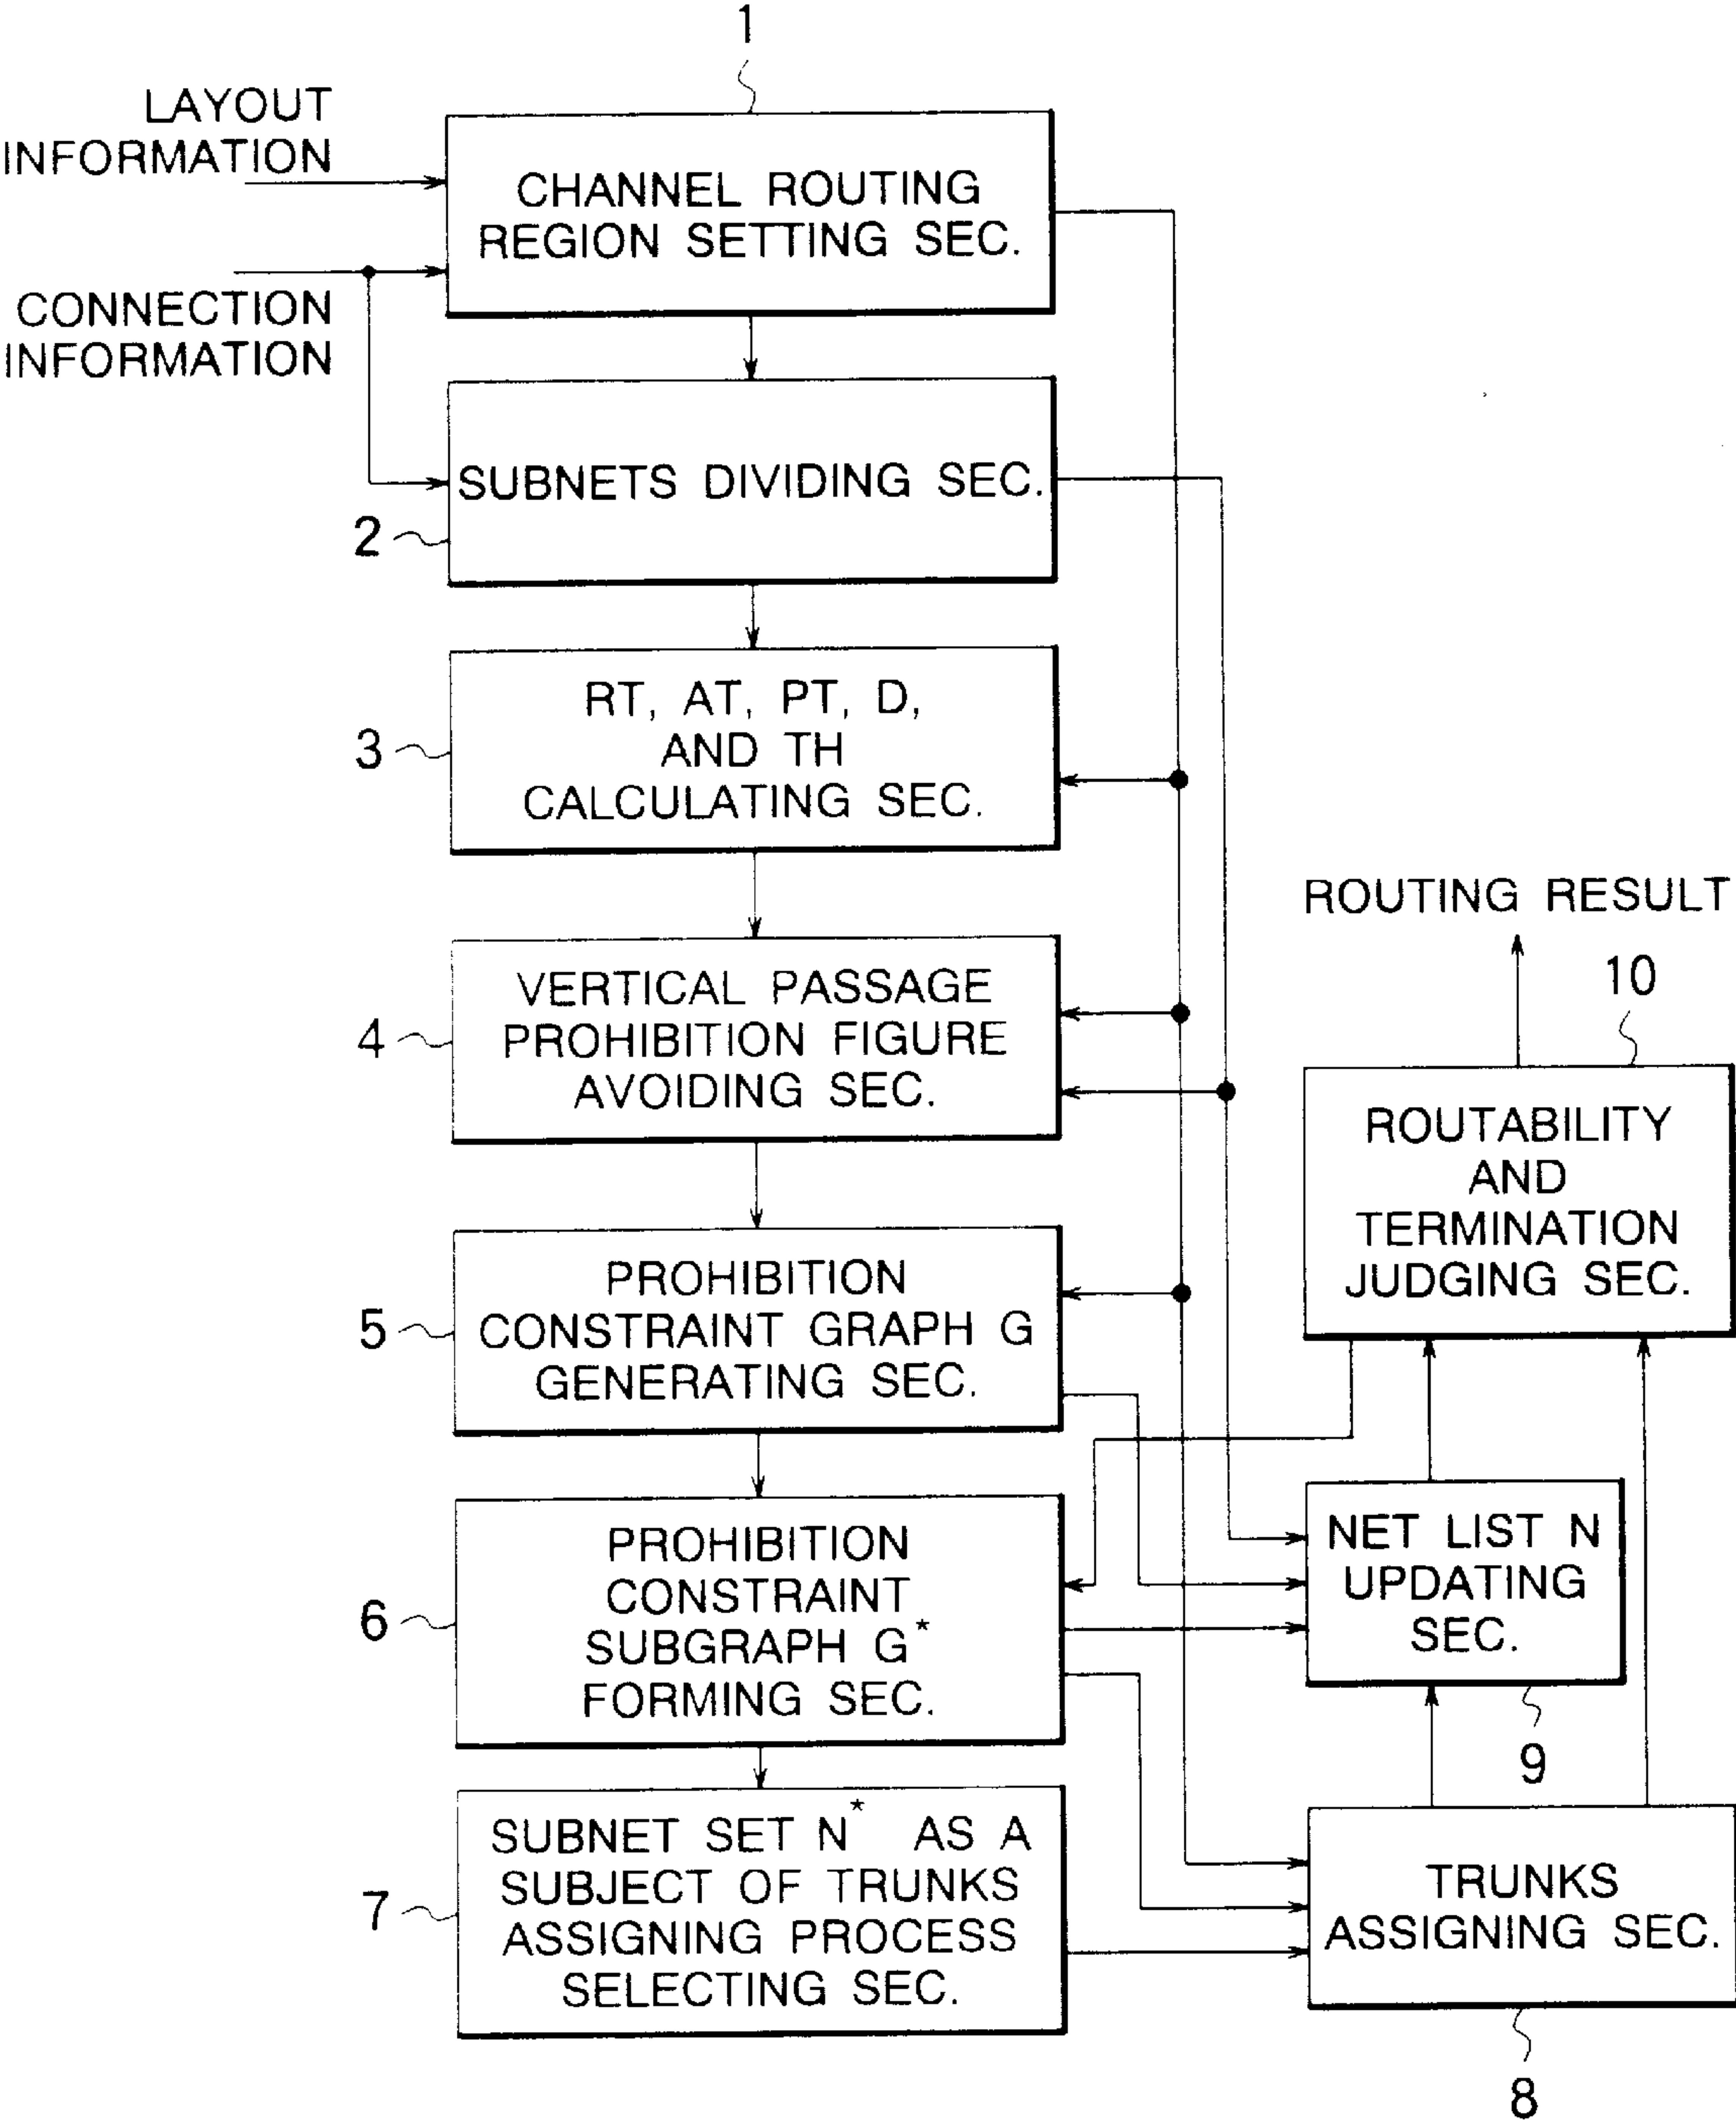 1
LAYOUT
INFORMATION
CHANNEL ROUTING
REGION SETTING SEC.
CONNECTION
INFORMATION
SUBNETS DIVIDING SEC.
2
RT, AT, PT, D,
AND TH
CALCULATING SEC.
3
VERTICAL PASSAGE
PROHIBITION FIGURE
AVOIDING SEC.
4
PROHIBITION
CONSTRAINT GRAPH G
GENERATING SEC.
5
PROHIBITION
CONSTRAINT
SUBGRAPH G*
FORMING SEC.
6
SUBNET SET N* AS A
SUBJECT OF TRUNKS
ASSIGNING PROCESS
SELECTING SEC.
7
ROUTING RESULT
10
ROUTABILITY
AND
TERMINATION
JUDGING SEC.
NET LIST N
UPDATING
SEC.
9
TRUNKS
ASSIGNING SEC.
8